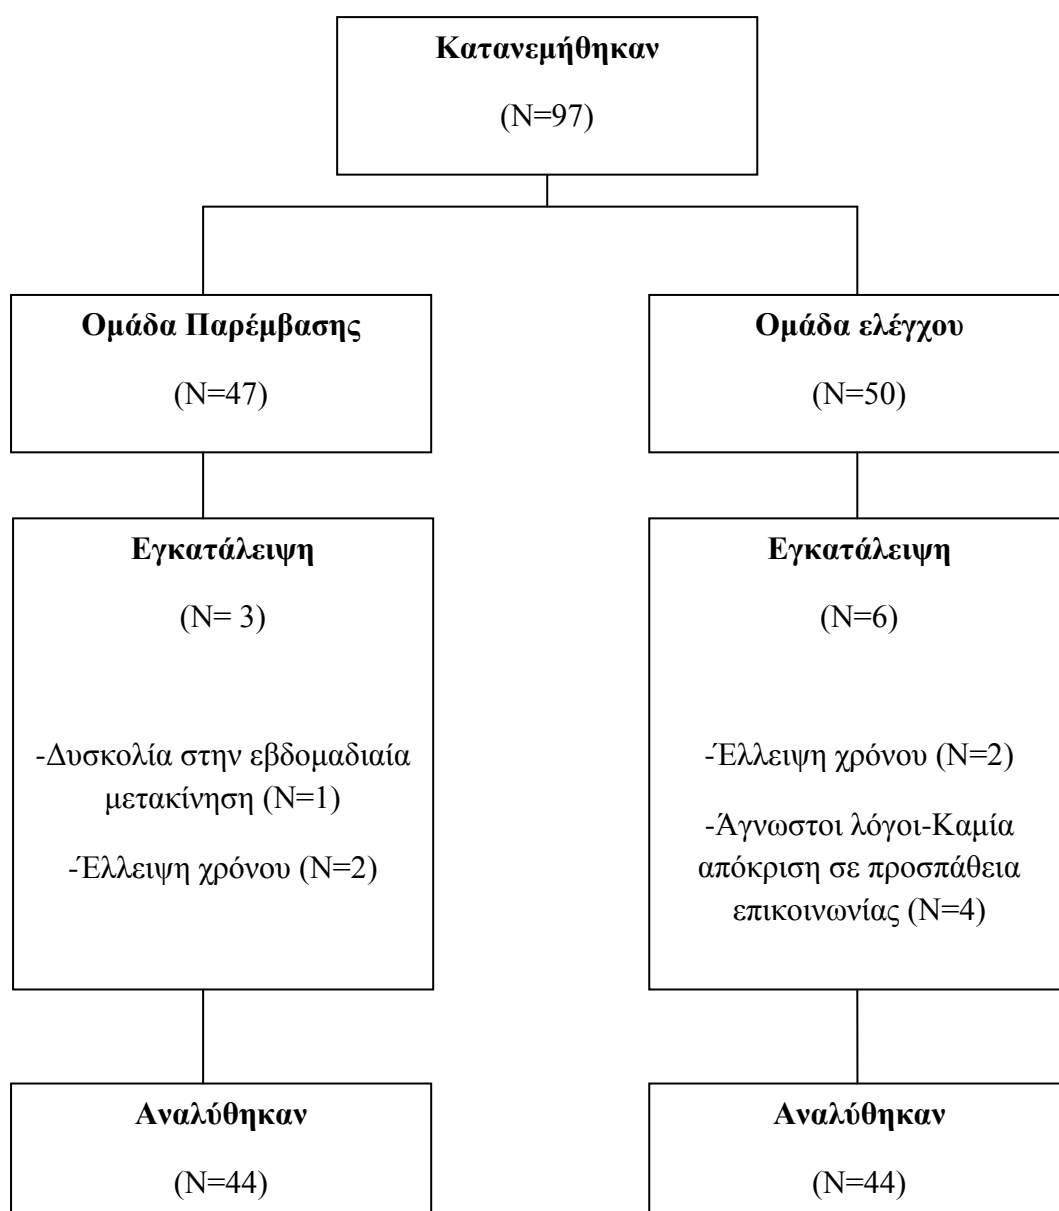 Κατανεμήθηκαν
(N=97)
Ομάδα Παρέμβασης
(N=47)
Ομάδα ελέγχου
(N=50)
Εγκατάλειψη
(N= 3)
-Δυσκολία στην εβδομαδιαία
μετακίνηση (N=1)
-Έλλειψη χρόνου (N=2)
Εγκατάλειψη
(N=6)
-Έλλειψη χρόνου (N=2)
-Άγνωστοι λόγοι-Καμία
απόκριση σε προσπάθεια
επικοινωνίας (N=4)
Αναλύθηκαν
(N=44)
Αναλύθηκαν
(N=44)